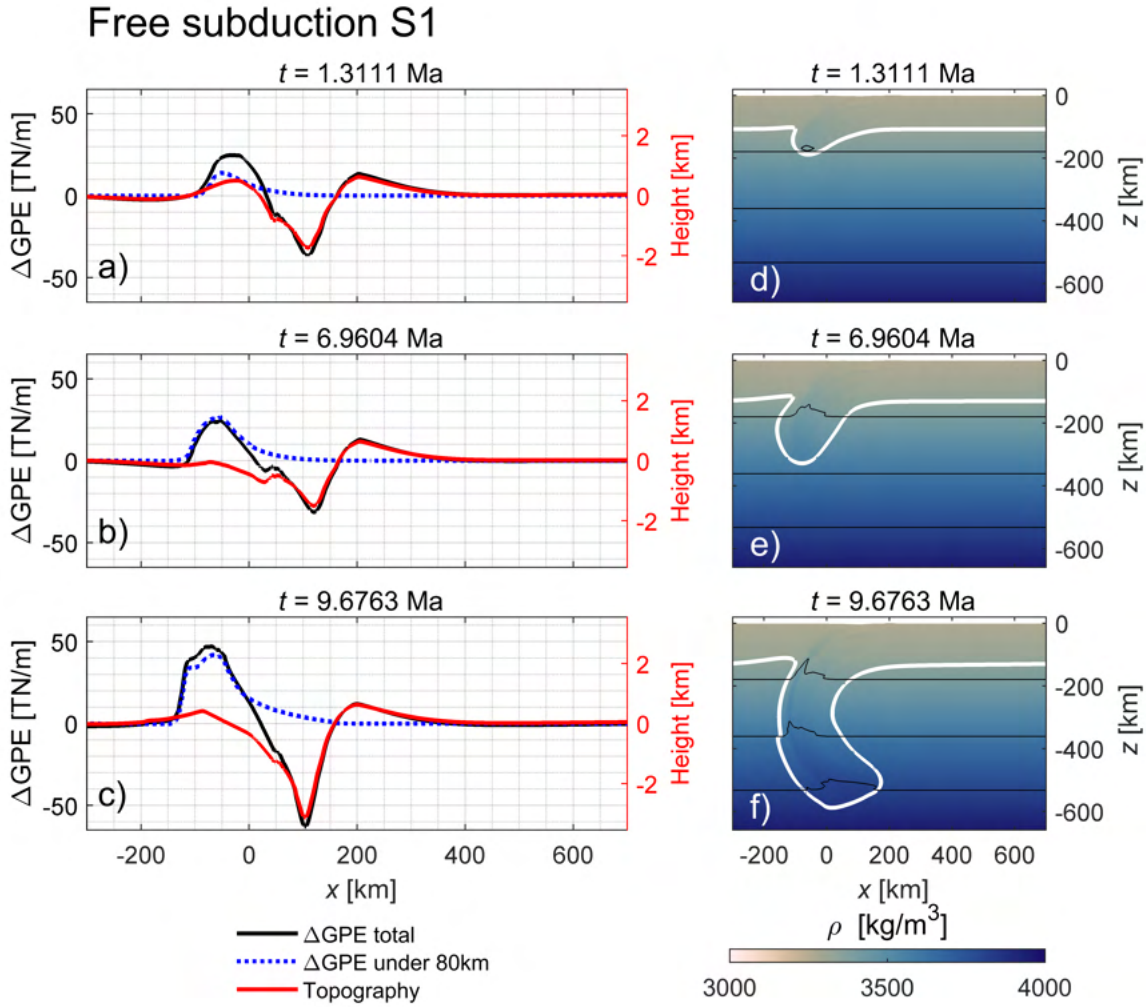 Free subduction S1
t = 1.3111 Ma
ΔGPE [TN/m]
50
0
-50
a)
2
0
-2
Height [km]
t = 1.3111 Ma
d)
0
-200
-400
-600
z [km]
t = 6.9604 Ma
ΔGPE [TN/m]
50
0
-50
b)
2
0
-2
Height [km]
t = 6.9604 Ma
e)
0
-200
-400
-600
z [km]
t = 9.6763 Ma
ΔGPE [TN/m]
50
0
-50
c)
2
0
-2
Height [km]
-200 0 200 400 600
x [km]
t = 9.6763 Ma
f)
0
-200
-400
-600
z [km]
-200 0 200 400 600
x [km]
ΔGPE total
ΔGPE under 80km
Topography
ρ [kg/m³]
3000 3500 4000